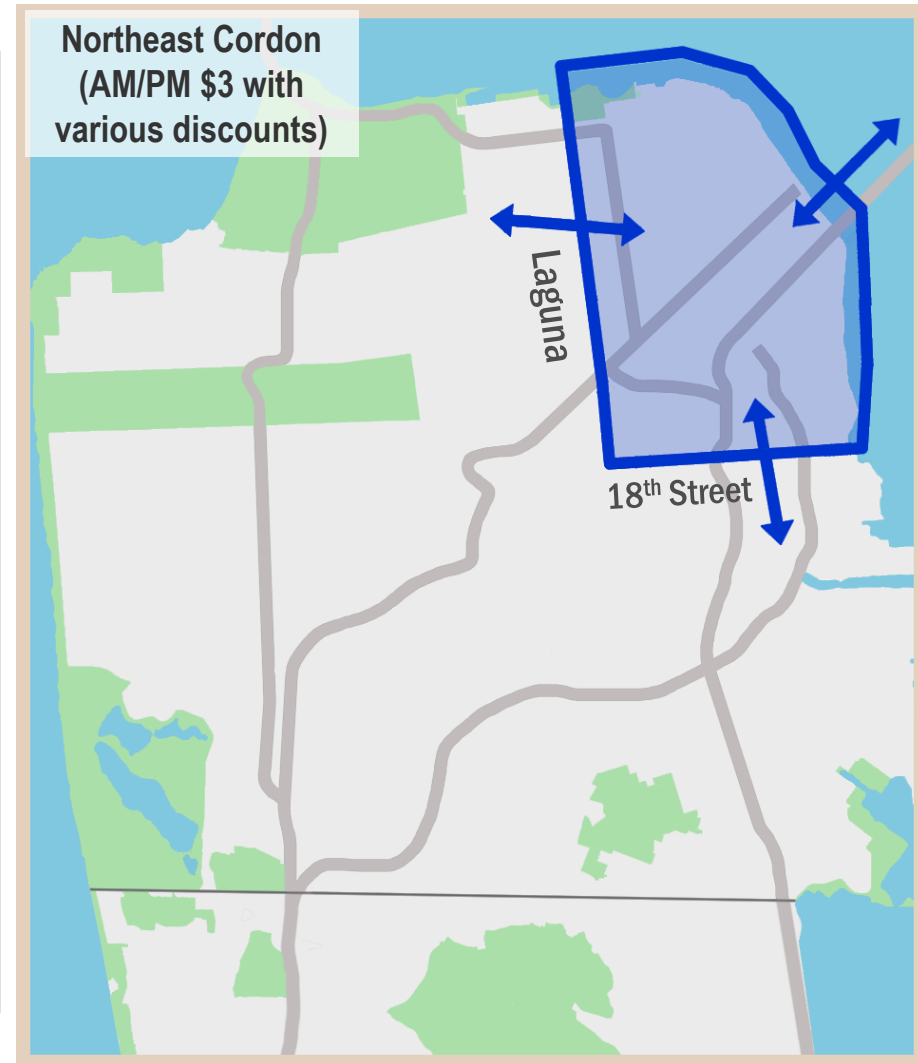 Northeast Cordon
(AM/PM $3 with
various discounts)
Laguna
18th Street